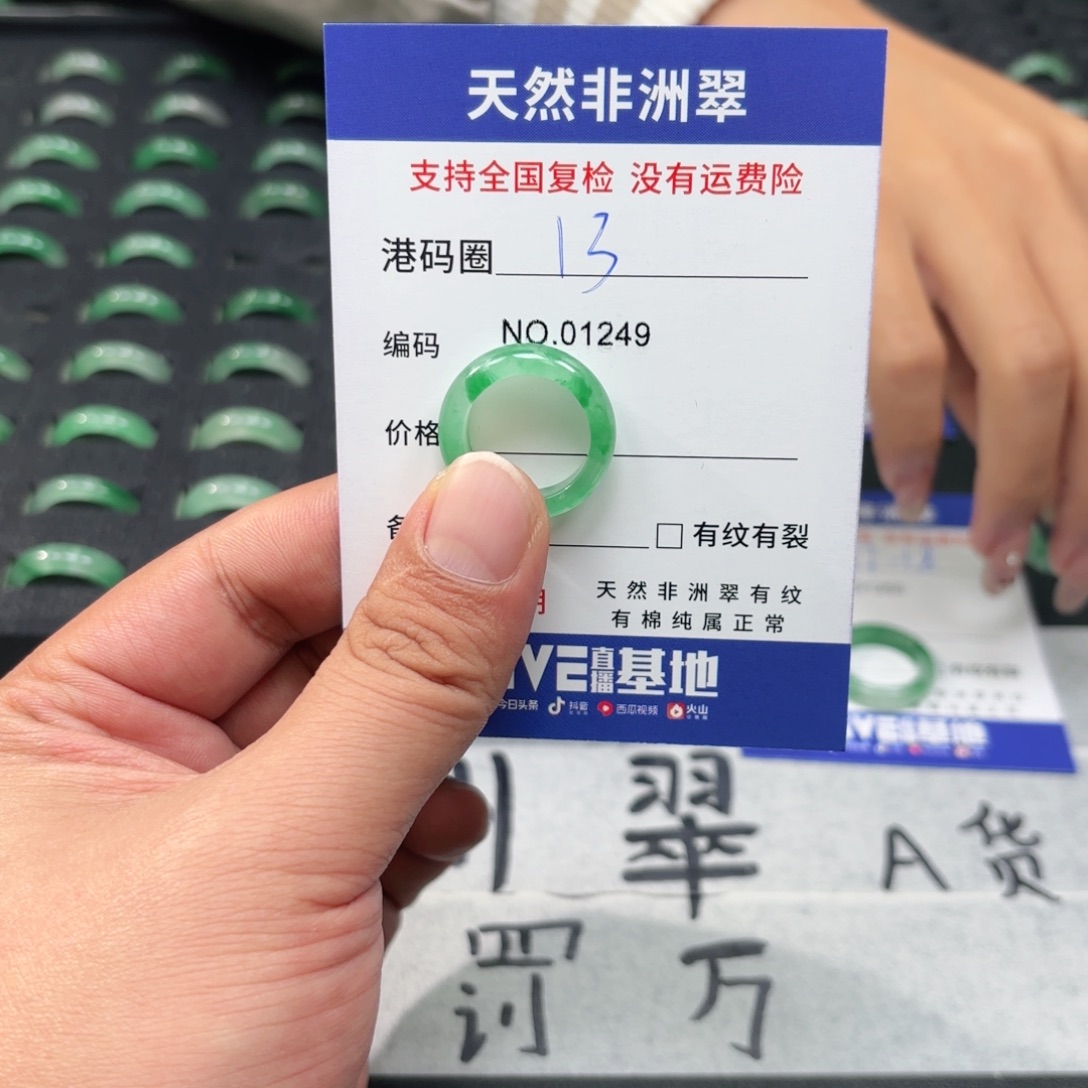 天然非洲翠
支持全国复检 没有运费险
港码圈 13
编码 NO.01249
价格
□ 有纹有裂
天然非洲翠有纹
有棉纯属正常
直播基地
今日头条 抖音 西瓜视频 火山
翠 A货
罚 万